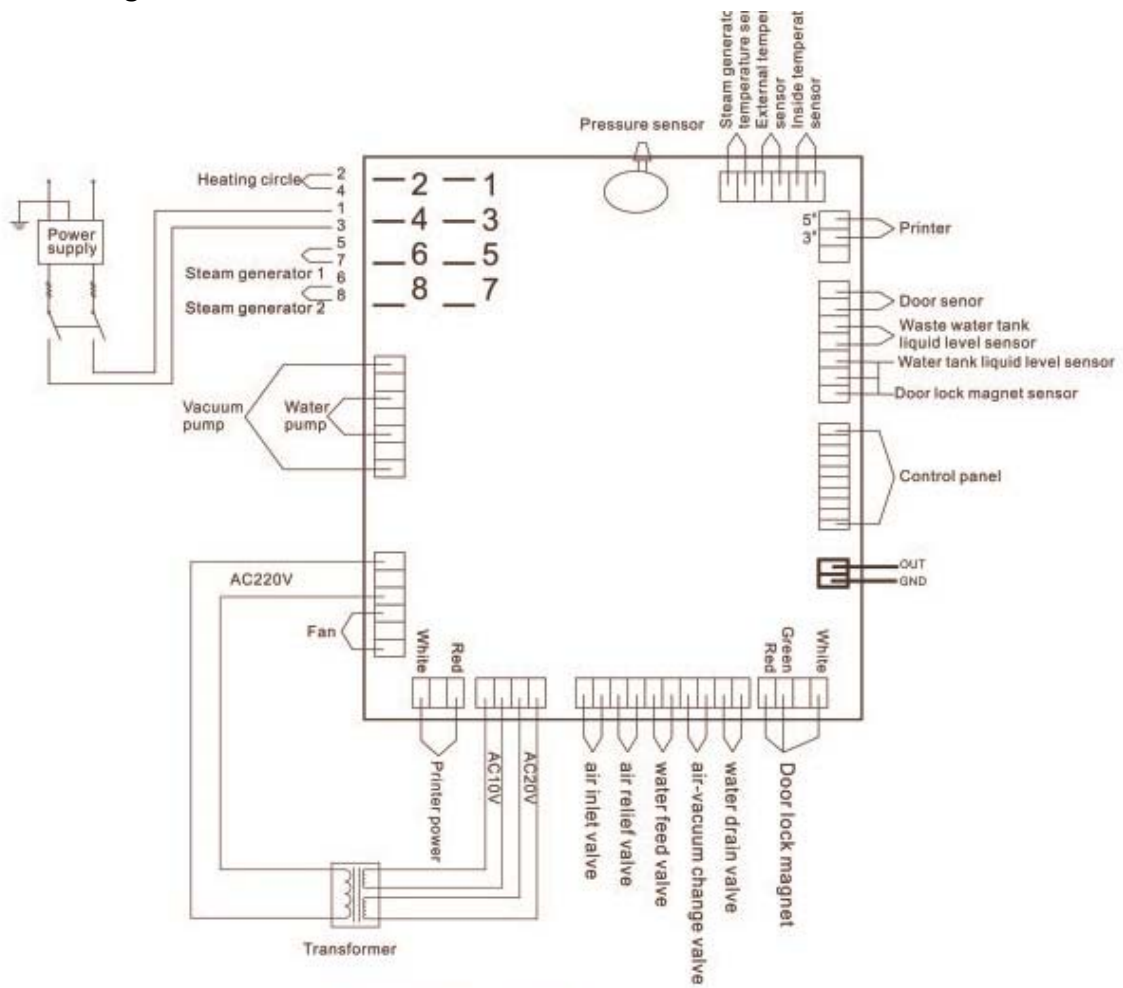 Steam generato
temperature se
External temper
sensor
Inside temperat
sensor
Pressure sensor
Heating circle
2
4
1
3
5
7
6
8
Steam generator 1
Steam generator 2
Power
supply
2 1
4 3
6 5
8 7
5*
3*
Printer
Door senor
Waste water tank
liquid level sensor
Water tank liquid level sensor
Door lock magnet sensor
Vacuum
pump
Water
pump
Control panel
AC220V
Fan
OUT
GND
White
Red
Red
Green
White
Printer power
AC10V
AC20V
air inlet valve
air relief valve
water feed valve
air-vacuum change valve
water drain valve
Door lock magnet
Transformer